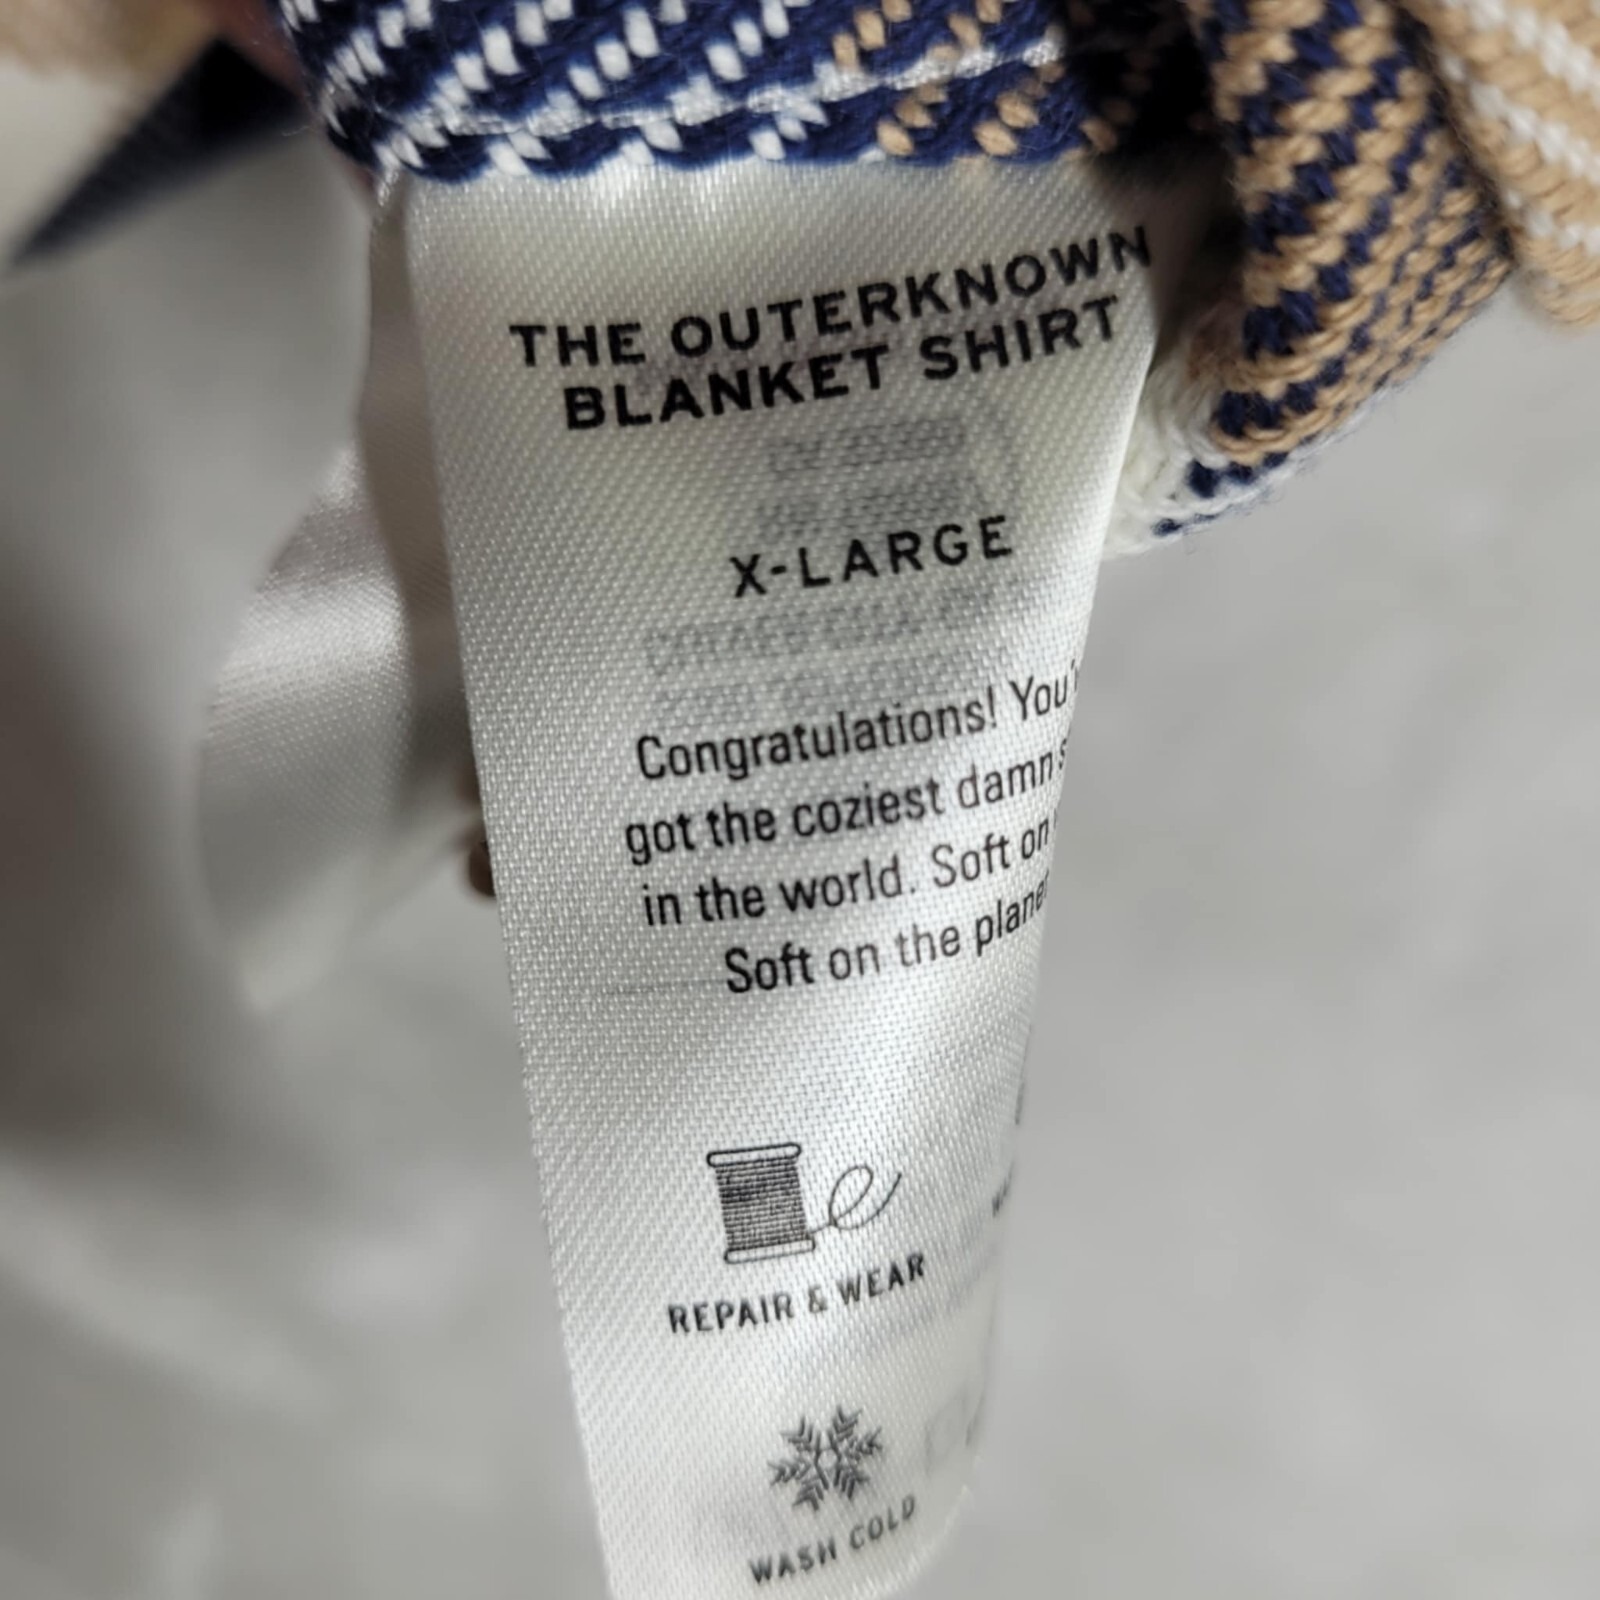 THE OUTERKNOWN
BLANKET SHIRT
X-LARGE
Congratulations! You'
got the coziest damn s
in the world. Soft on
Soft on the plane
REPAIR & WEAR
WASH COLD